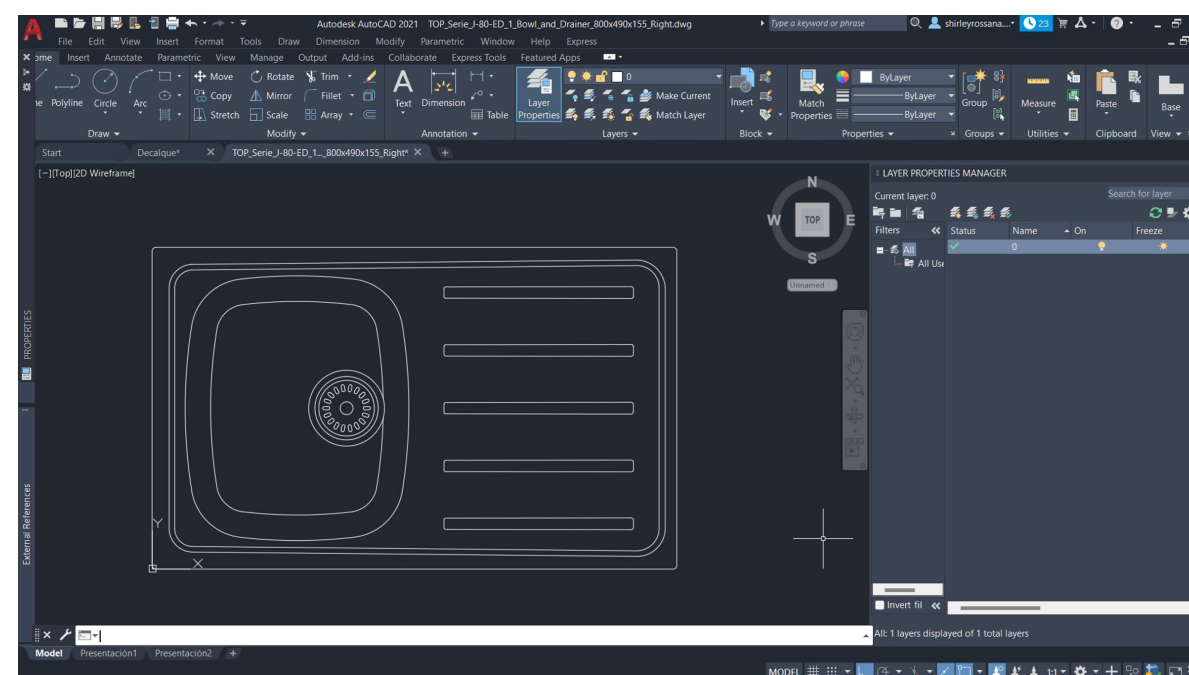 Autodesk AutoCAD 2021 TOP_Serie_J-80-ED_1_Bowl_and_Drainer_800x490x155_Right.dwg
Type a keyword or phrase
shirleyrossana....
23
File Edit View Insert Format Tools Draw Dimension Modify Parametric Window Help Express
ome Insert Annotate Parametric View Manage Output Add-ins Collaborate Express Tools Featured Apps
Move Rotate Trim
0
ByLayer
Copy Mirror Fillet
Make Current
ByLayer
ne Polyline Circle Arc
Text Dimension
Layer Properties
Insert
Match Properties
Group
Measure
Paste
Base
Stretch Scale Array
Table
Match Layer
ByLayer
Draw Modify Annotation Layers Block Properties Groups Utilities Clipboard View
Start Decalque* TOP_Serie_J-80-ED_1..._800x490x155_Right*
[−][Top][2D Wireframe]
N
W TOP E
S
Unnamed
LAYER PROPERTIES MANAGER
Current layer: 0
Search for layer
Filters Status Name On Freeze
All
0
All Use
PROPERTIES
External References
Y
X
Invert fil
All: 1 layers displayed of 1 total layers
Model Presentación1 Presentación2 +
MODEL 1:1